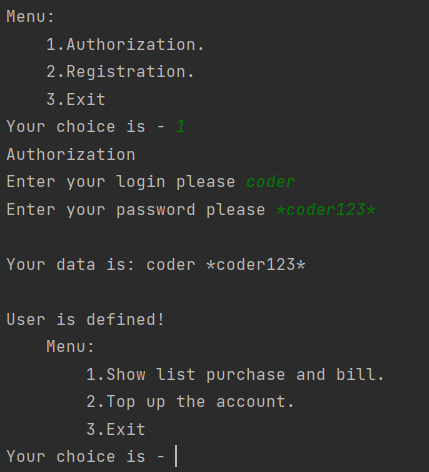 Menu:
1.Authorization.
2.Registration.
3.Exit
Your choice is - 1
Authorization
Enter your login please coder
Enter your password please *coder123*
Your data is: coder *coder123*
User is defined!
Menu:
1.Show list purchase and bill.
2.Top up the account.
3.Exit
Your choice is -